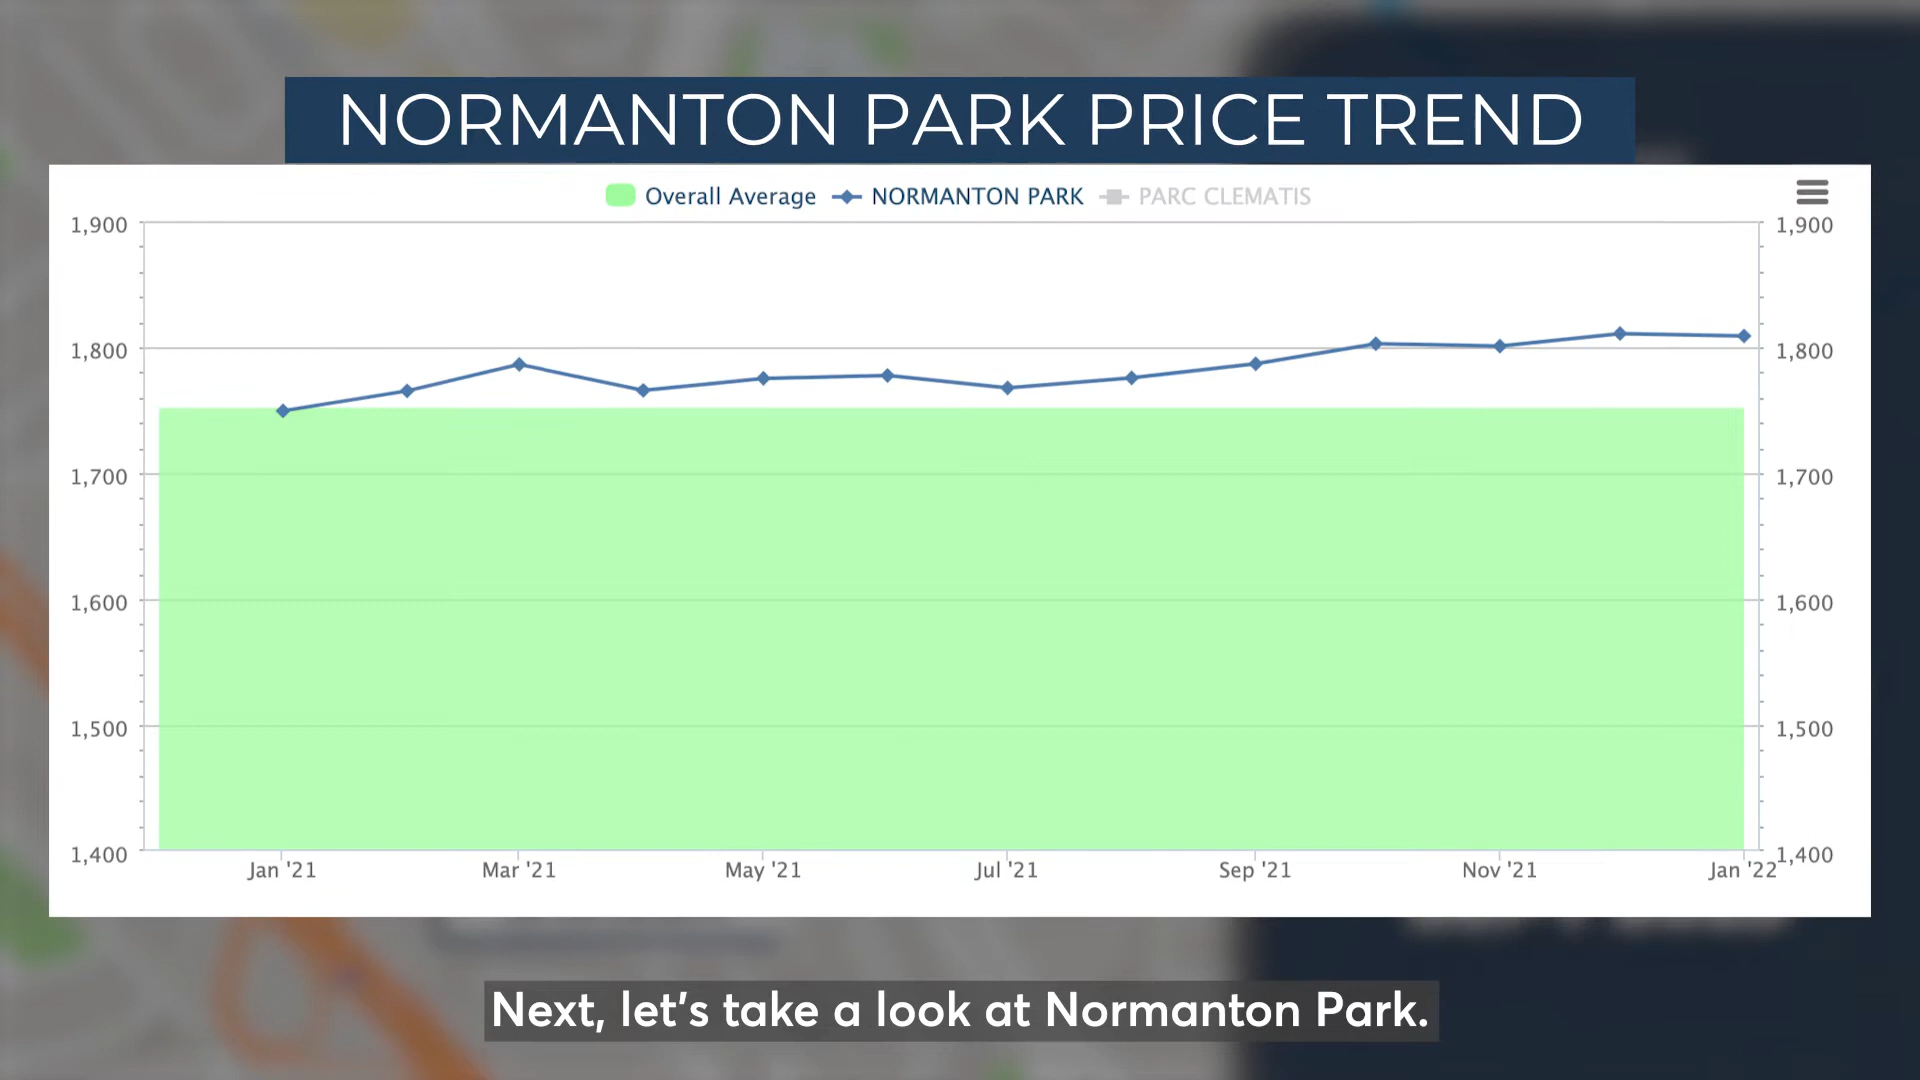 NORMANTON PARK PRICE TREND
Overall Average NORMANTON PARK PARC CLEMATIS
1,900 1,900
1,800 1,800
1,700 1,700
1,600 1,600
1,500 1,500
1,400 1,400
Jan '21 Mar '21 May '21 Jul '21 Sep '21 Nov '21 Jan '22
Next, let's take a look at Normanton Park.